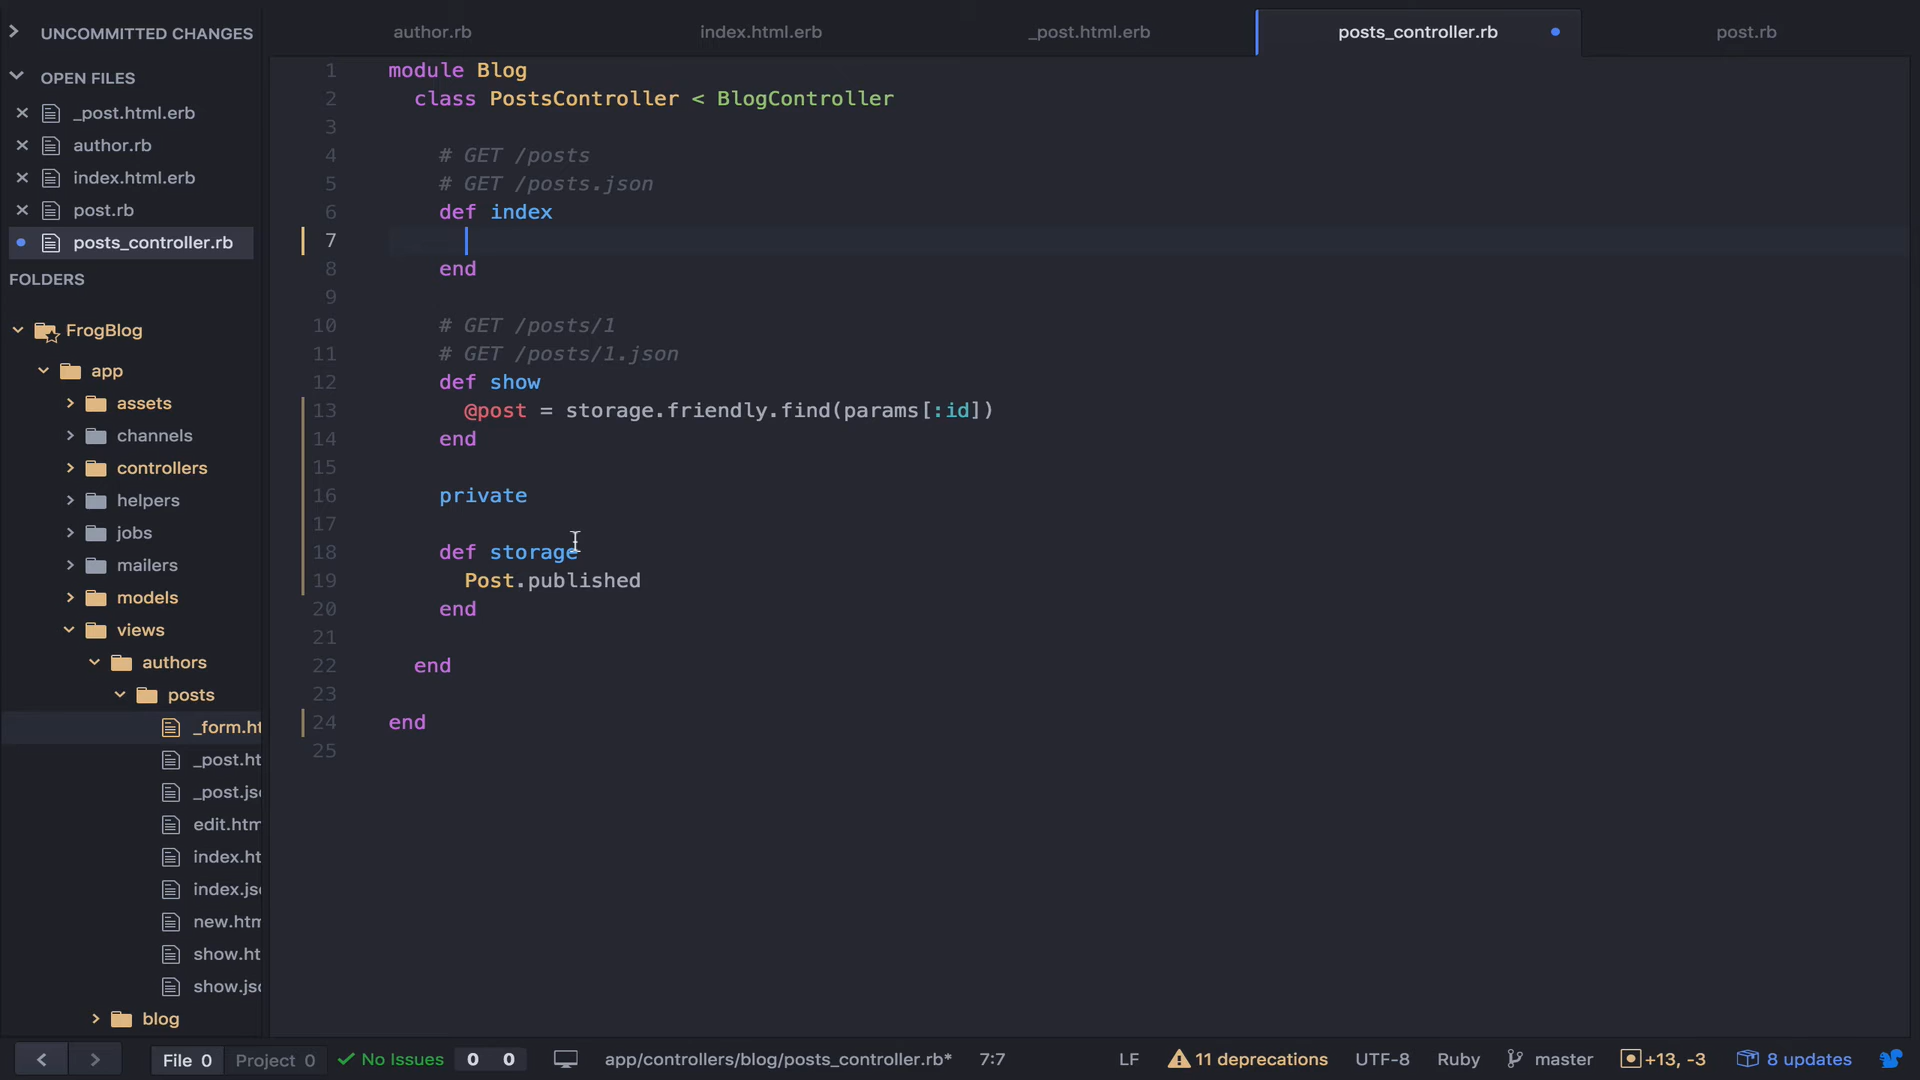 UNCOMMITTED CHANGES
OPEN FILES
_post.html.erb
author.rb
index.html.erb
post.rb
posts_controller.rb
FOLDERS
FrogBlog
app
assets
channels
controllers
helpers
jobs
mailers
models
views
authors
posts
_form.ht
_post.ht
_post.js
edit.htm
index.ht
index.js
new.htm
show.ht
show.js
blog
author.rb
index.html.erb
_post.html.erb
posts_controller.rb
post.rb
1 module Blog
2 class PostsController < BlogController
3
4 # GET /posts
5 # GET /posts.json
6 def index
7
8 end
9
10 # GET /posts/1
11 # GET /posts/1.json
12 def show
13 @post = storage.friendly.find(params[:id])
14 end
15
16 private
17
18 def storage
19 Post.published
20 end
21
22 end
23
24 end
25
File 0 Project 0 No Issues 0 0 app/controllers/blog/posts_controller.rb* 7:7 LF 11 deprecations UTF-8 Ruby master +13, -3 8 updates